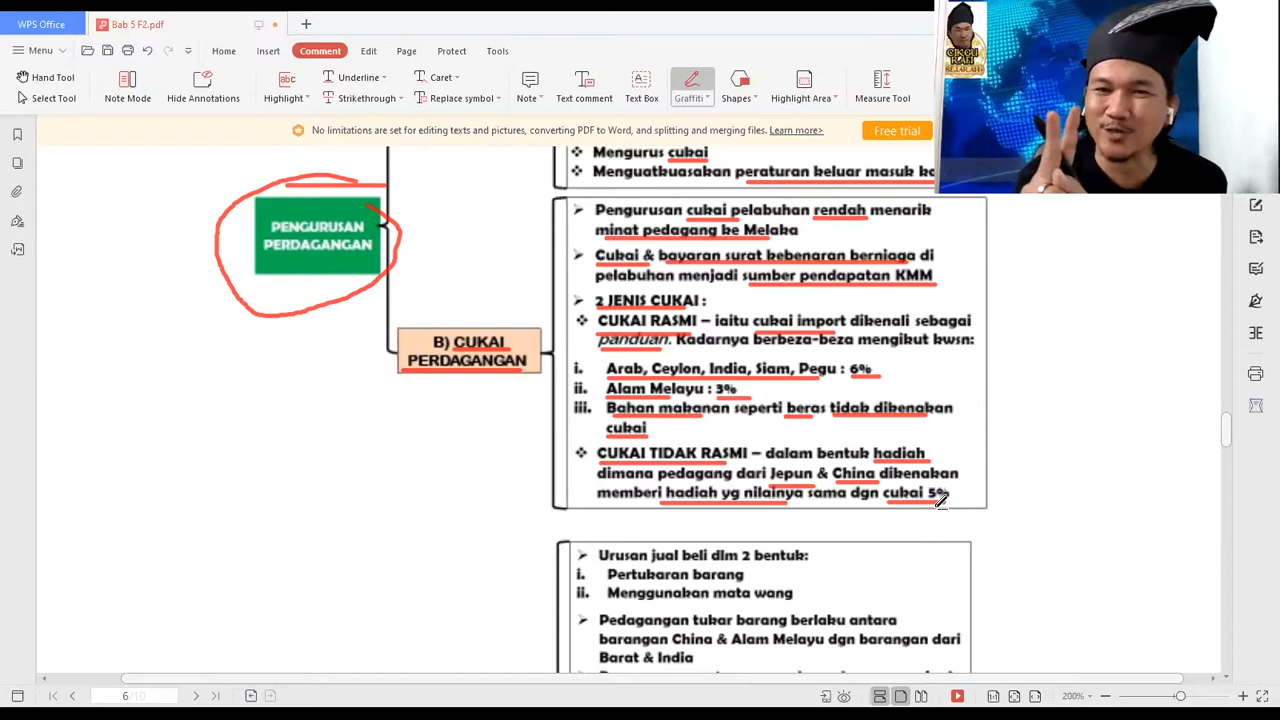 WPS Office
Bab 5 F2.pdf
Menu
Home
Insert
Comment
Edit
Page
Protect
Tools
Hand Tool
Select Tool
Note Mode
Hide Annotations
Highlight
Underline
Strikethrough
Caret
Replace symbol
Note
Text comment
Text Box
Graffiti
Shapes
Highlight Area
Measure Tool
No limitations are set for editing texts and pictures, converting PDF to Word, and splitting and merging files. Learn more>
Free trial
CIKGU
RAFI
SEJARAH
❖ Mengurus cukai
❖ Menguatkuasakan peraturan keluar masuk
PENGURUSAN
PERDAGANGAN
B) CUKAI
PERDAGANGAN
➢ Pengurusan cukai pelabuhan rendah menarik
minat pedagang ke Melaka
➢ Cukai & bayaran surat kebenaran berniaga di
pelabuhan menjadi sumber pendapatan KMM
➢ 2 JENIS CUKAI :
❖ CUKAI RASMI – iaitu cukai import dikenali sebagai
panduan. Kadarnya berbeza-beza mengikut kwsn:
i. Arab, Ceylon, India, Siam, Pegu : 6%
ii. Alam Melayu : 3%
iii. Bahan makanan seperti beras tidak dikenakan
cukai
❖ CUKAI TIDAK RASMI – dalam bentuk hadiah
dimana pedagang dari Jepun & China dikenakan
memberi hadiah yg nilainya sama dgn cukai 5%
➢ Urusan jual beli dlm 2 bentuk:
i. Pertukaran barang
ii. Menggunakan mata wang
➢ Pedagangan tukar barang berlaku antara
barangan China & Alam Melayu dgn barangan dari
Barat & India
6/10
200%